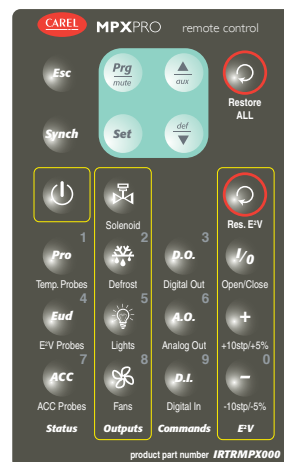 CAREL MPXPRO remote control
Esc Prg mute aux
Restore ALL
Synch Set def
Solenoid Res. E²V
1 2 3
Pro D.O. I/0
Temp. Probes Defrost Digital Out Open/Close
4 5 6
Eud A.O. +
E²V Probes Lights Analog Out +10stp/+5%
7 8 9 0
ACC D.I. -
ACC Probes Fans Digital In -10stp/-5%
Status Outputs Commands E²V
product part number IRTRMPX000